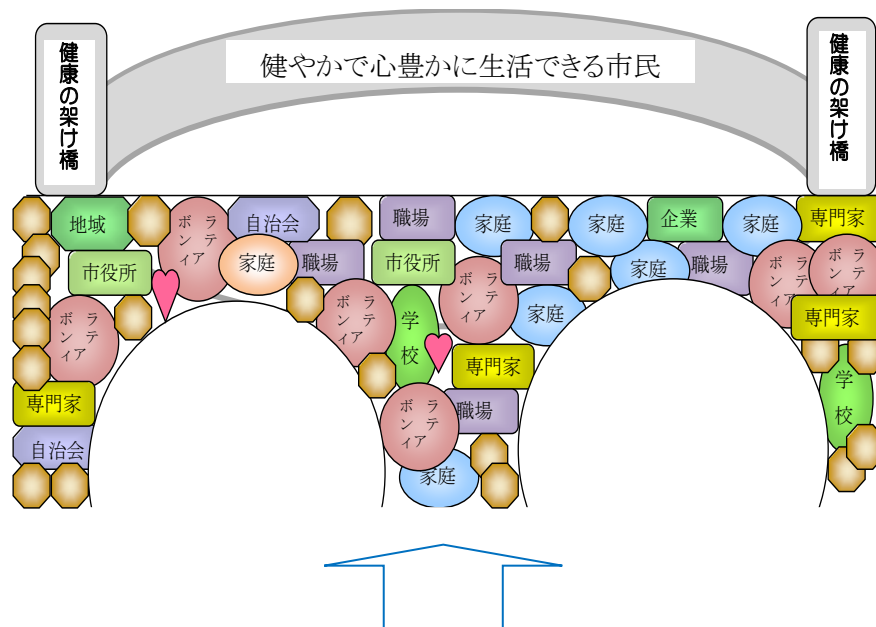 健康の架け橋
健やかで心豊かに生活できる市民
健康の架け橋
地域
ボランティア
自治会
職場
家庭
家庭
企業
家庭
専門家
市役所
家庭
職場
市役所
職場
家庭
職場
ボランティア
ボランティア
ボランティア
ボランティア
学校
ボランティア
家庭
専門家
専門家
専門家
学校
ボランティア
職場
自治会
家庭